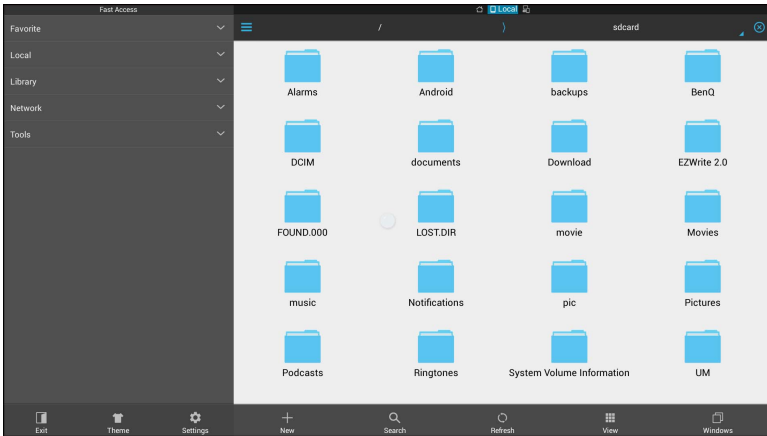 Fast Access
Local
Favorite
/
sdcard
Local
Library
Network
Tools
Alarms
Android
backups
BenQ
DCIM
documents
Download
EZWrite 2.0
FOUND.000
LOST.DIR
movie
Movies
music
Notifications
pic
Pictures
Podcasts
Ringtones
System Volume Information
UM
Exit
Theme
Settings
New
Search
Refresh
View
Windows